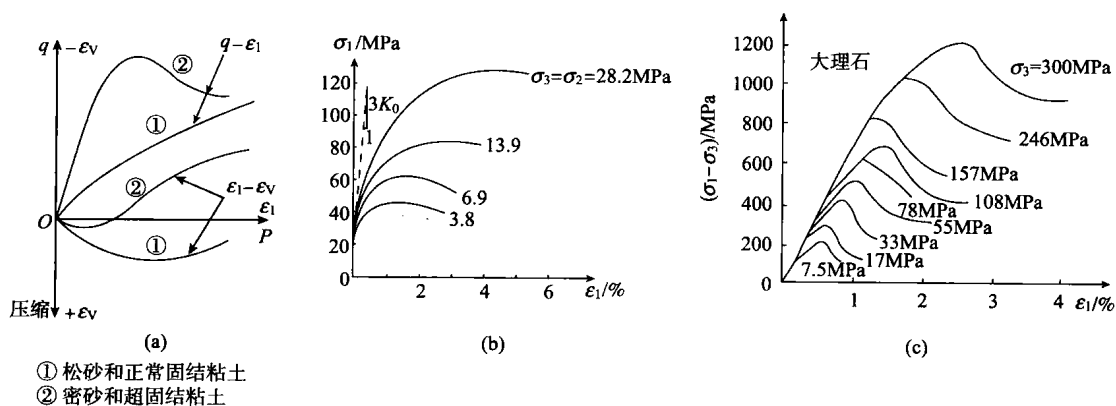 q
-εv
②
q-ε₁
①
②
ε₁-εv
O
ε₁
P
①
压缩
+εv
(a)
① 松砂和正常固结粘土
② 密砂和超固结粘土
σ₁/MPa
140
120
100
80
60
40
20
0
3K₀
1
σ₃=σ₂=28.2MPa
13.9
6.9
3.8
2
4
6
ε₁/%
(b)
(σ₁-σ₃)/MPa
1200
1000
800
600
400
200
0
大理石
σ₃=300MPa
246MPa
157MPa
108MPa
78MPa
55MPa
33MPa
17MPa
7.5MPa
1
2
3
4
ε₁/%
(c)